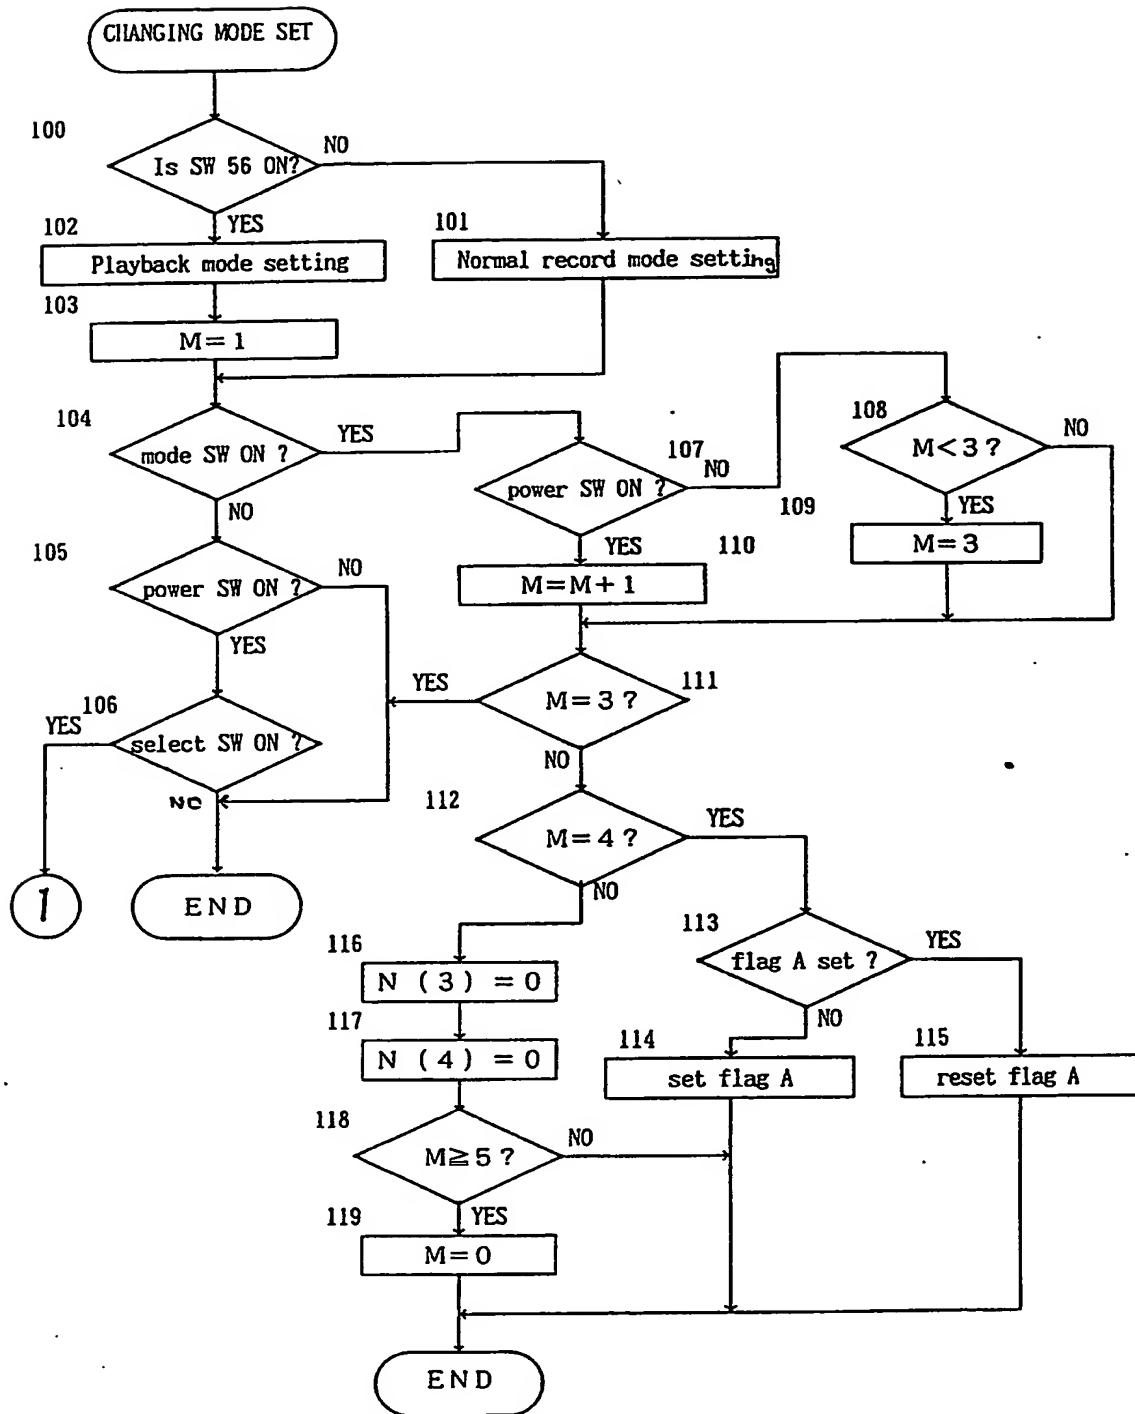 CHANGING MODE SET
100
Is SW 56 ON?
NO
YES
102
Playback mode setting
101
Normal record mode setting
103
M=1
104
mode SW ON ?
YES
NO
107
power SW ON ?
NO
YES
108
M<3 ?
NO
YES
109
M=3
110
M=M+1
105
power SW ON ?
NO
YES
106
select SW ON ?
YES
NO
1
END
111
M=3 ?
YES
NO
112
M=4 ?
YES
NO
113
flag A set ?
YES
NO
114
set flag A
115
reset flag A
116
N (3) =0
117
N (4) =0
118
M≧5 ?
NO
YES
119
M=0
END